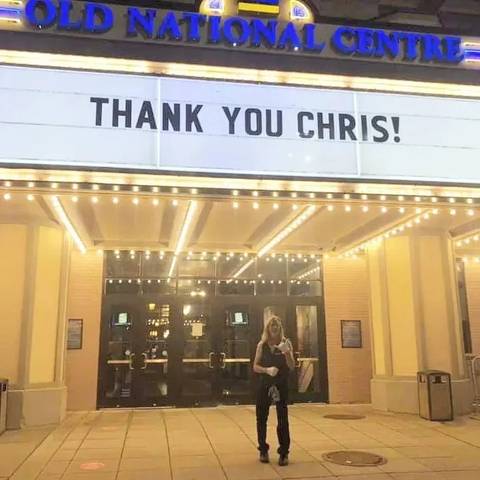 OLD NATIONAL CENTRE
THANK YOU CHRIS!